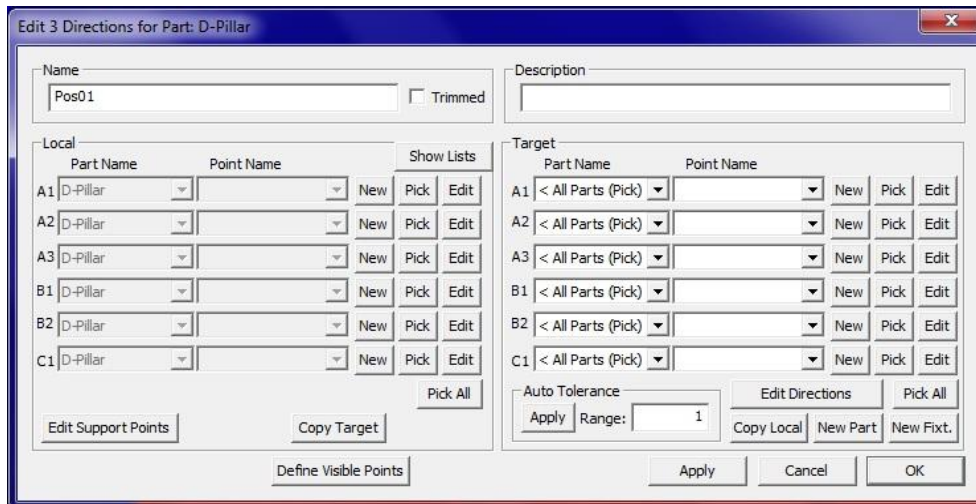 Edit 3 Directions for Part: D-Pillar
Name
Pos01
Trimmed
Description
Local
Part Name Point Name Show Lists
A1 D-Pillar New Pick Edit
A2 D-Pillar New Pick Edit
A3 D-Pillar New Pick Edit
B1 D-Pillar New Pick Edit
B2 D-Pillar New Pick Edit
C1 D-Pillar New Pick Edit
Pick All
Edit Support Points Copy Target
Target
Part Name Point Name
A1 < All Parts (Pick) New Pick Edit
A2 < All Parts (Pick) New Pick Edit
A3 < All Parts (Pick) New Pick Edit
B1 < All Parts (Pick) New Pick Edit
B2 < All Parts (Pick) New Pick Edit
C1 < All Parts (Pick) New Pick Edit
Auto Tolerance
Apply Range: 1
Edit Directions Pick All
Copy Local New Part New Fixt.
Define Visible Points
Apply Cancel OK